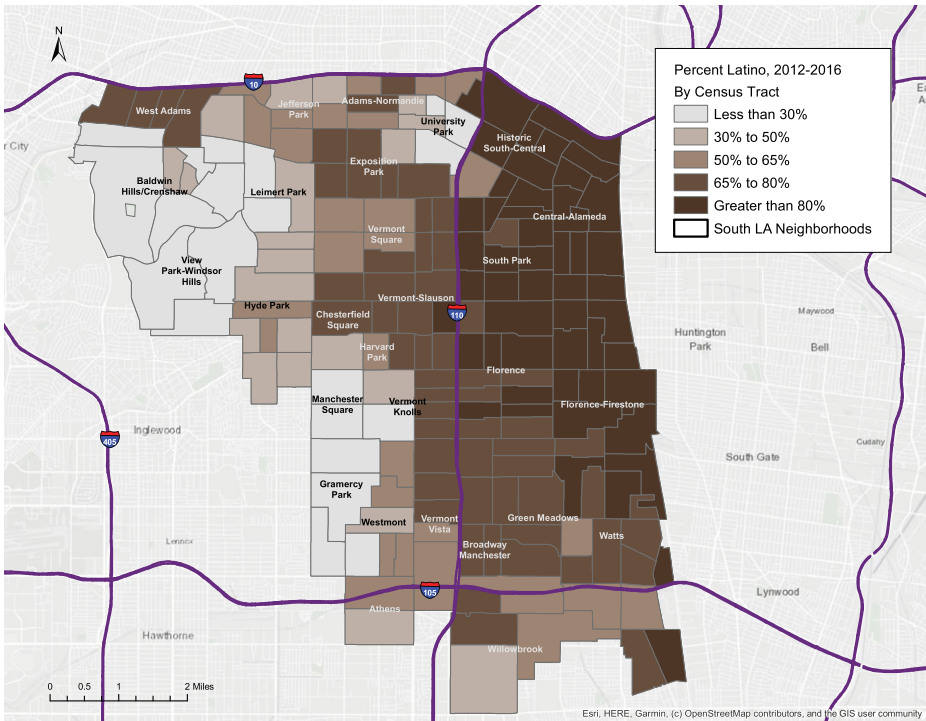 N
10
Percent Latino, 2012-2016
By Census Tract
Less than 30%
30% to 50%
50% to 65%
65% to 80%
Greater than 80%
South LA Neighborhoods
West Adams
Jefferson
Park
Adams-Normandie
University
Park
Historic
South-Central
Ea
A
r City
Exposition
Park
Baldwin
Hills/Crenshaw
Leimert Park
Central-Alameda
Vermont
Square
View
Park-Windsor
Hills
South Park
Vermont-Slauson
Hyde Park
Chesterfield
Square
110
Maywood
Huntington
Park
Bell
Harvard
Park
Florence
Manchester
Square
Vermont
Knolls
Florence-Firestone
Inglewood
405
Cudahy
South Gate
Gramercy
Park
Westmont
Vermont
Vista
Green Meadows
Watts
Lennox
Broadway
Manchester
105
Lynwood
Athens
Hawthorne
Willowbrook
0 0.5 1 2 Miles
Esri, HERE, Garmin, (c) OpenStreetMap contributors, and the GIS user community